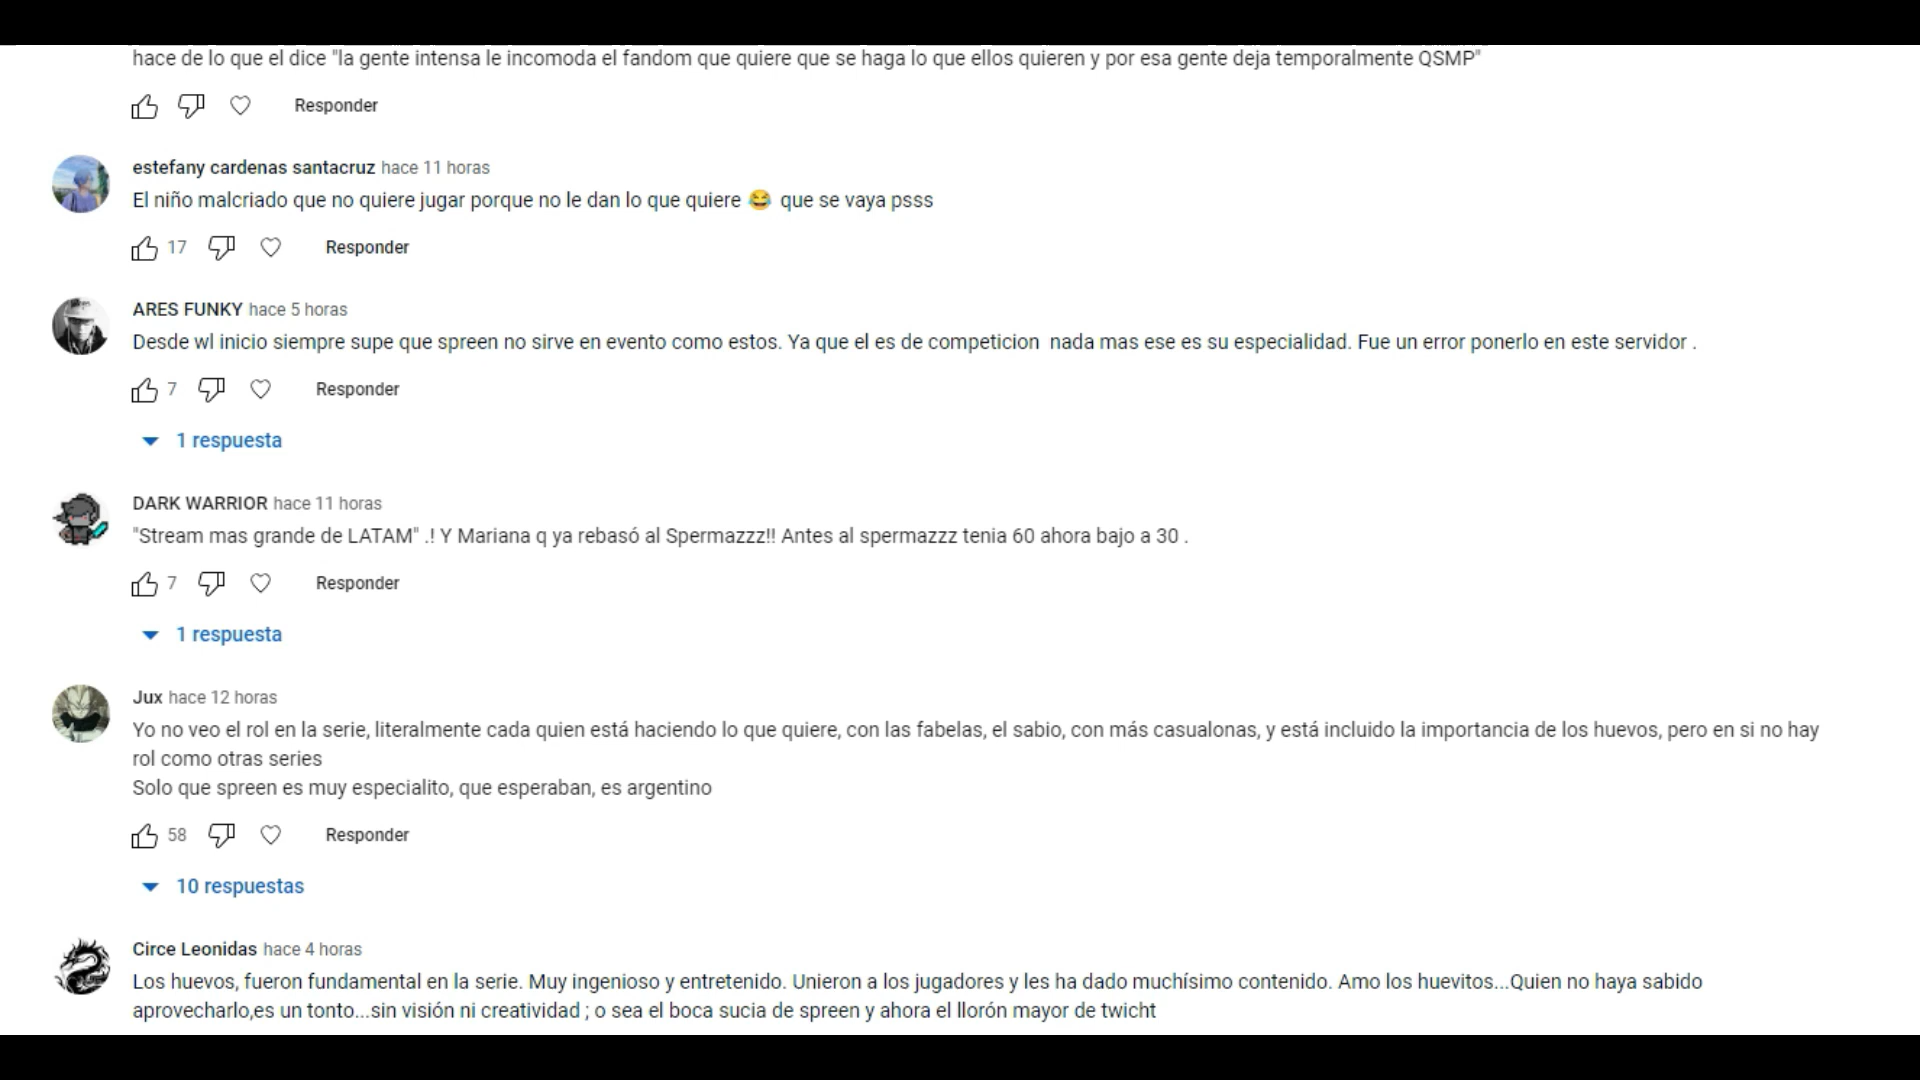 hace de lo que el dice "la gente intensa le incomoda el fandom que quiere que se haga lo que ellos quieren y por esa gente deja temporalmente QSMP"
Responder
estefany cardenas santacruz hace 11 horas
El niño malcriado que no quiere jugar porque no le dan lo que quiere 😂 que se vaya psss
17 Responder
ARES FUNKY hace 5 horas
Desde wl inicio siempre supe que spreen no sirve en evento como estos. Ya que el es de competicion  nada mas ese es su especialidad. Fue un error ponerlo en este servidor .
7 Responder
1 respuesta
DARK WARRIOR hace 11 horas
"Stream mas grande de LATAM" .! Y Mariana q ya rebasó al Spermazzz!! Antes al spermazzz tenia 60 ahora bajo a 30 .
7 Responder
1 respuesta
Jux hace 12 horas
Yo no veo el rol en la serie, literalmente cada quien está haciendo lo que quiere, con las fabelas, el sabio, con más casualonas, y está incluido la importancia de los huevos, pero en si no hay
rol como otras series
Solo que spreen es muy especialito, que esperaban, es argentino
58 Responder
10 respuestas
Circe Leonidas hace 4 horas
Los huevos, fueron fundamental en la serie. Muy ingenioso y entretenido. Unieron a los jugadores y les ha dado muchísimo contenido. Amo los huevitos...Quien no haya sabido
aprovecharlo,es un tonto...sin visión ni creatividad ; o sea el boca sucia de spreen y ahora el llorón mayor de twicht